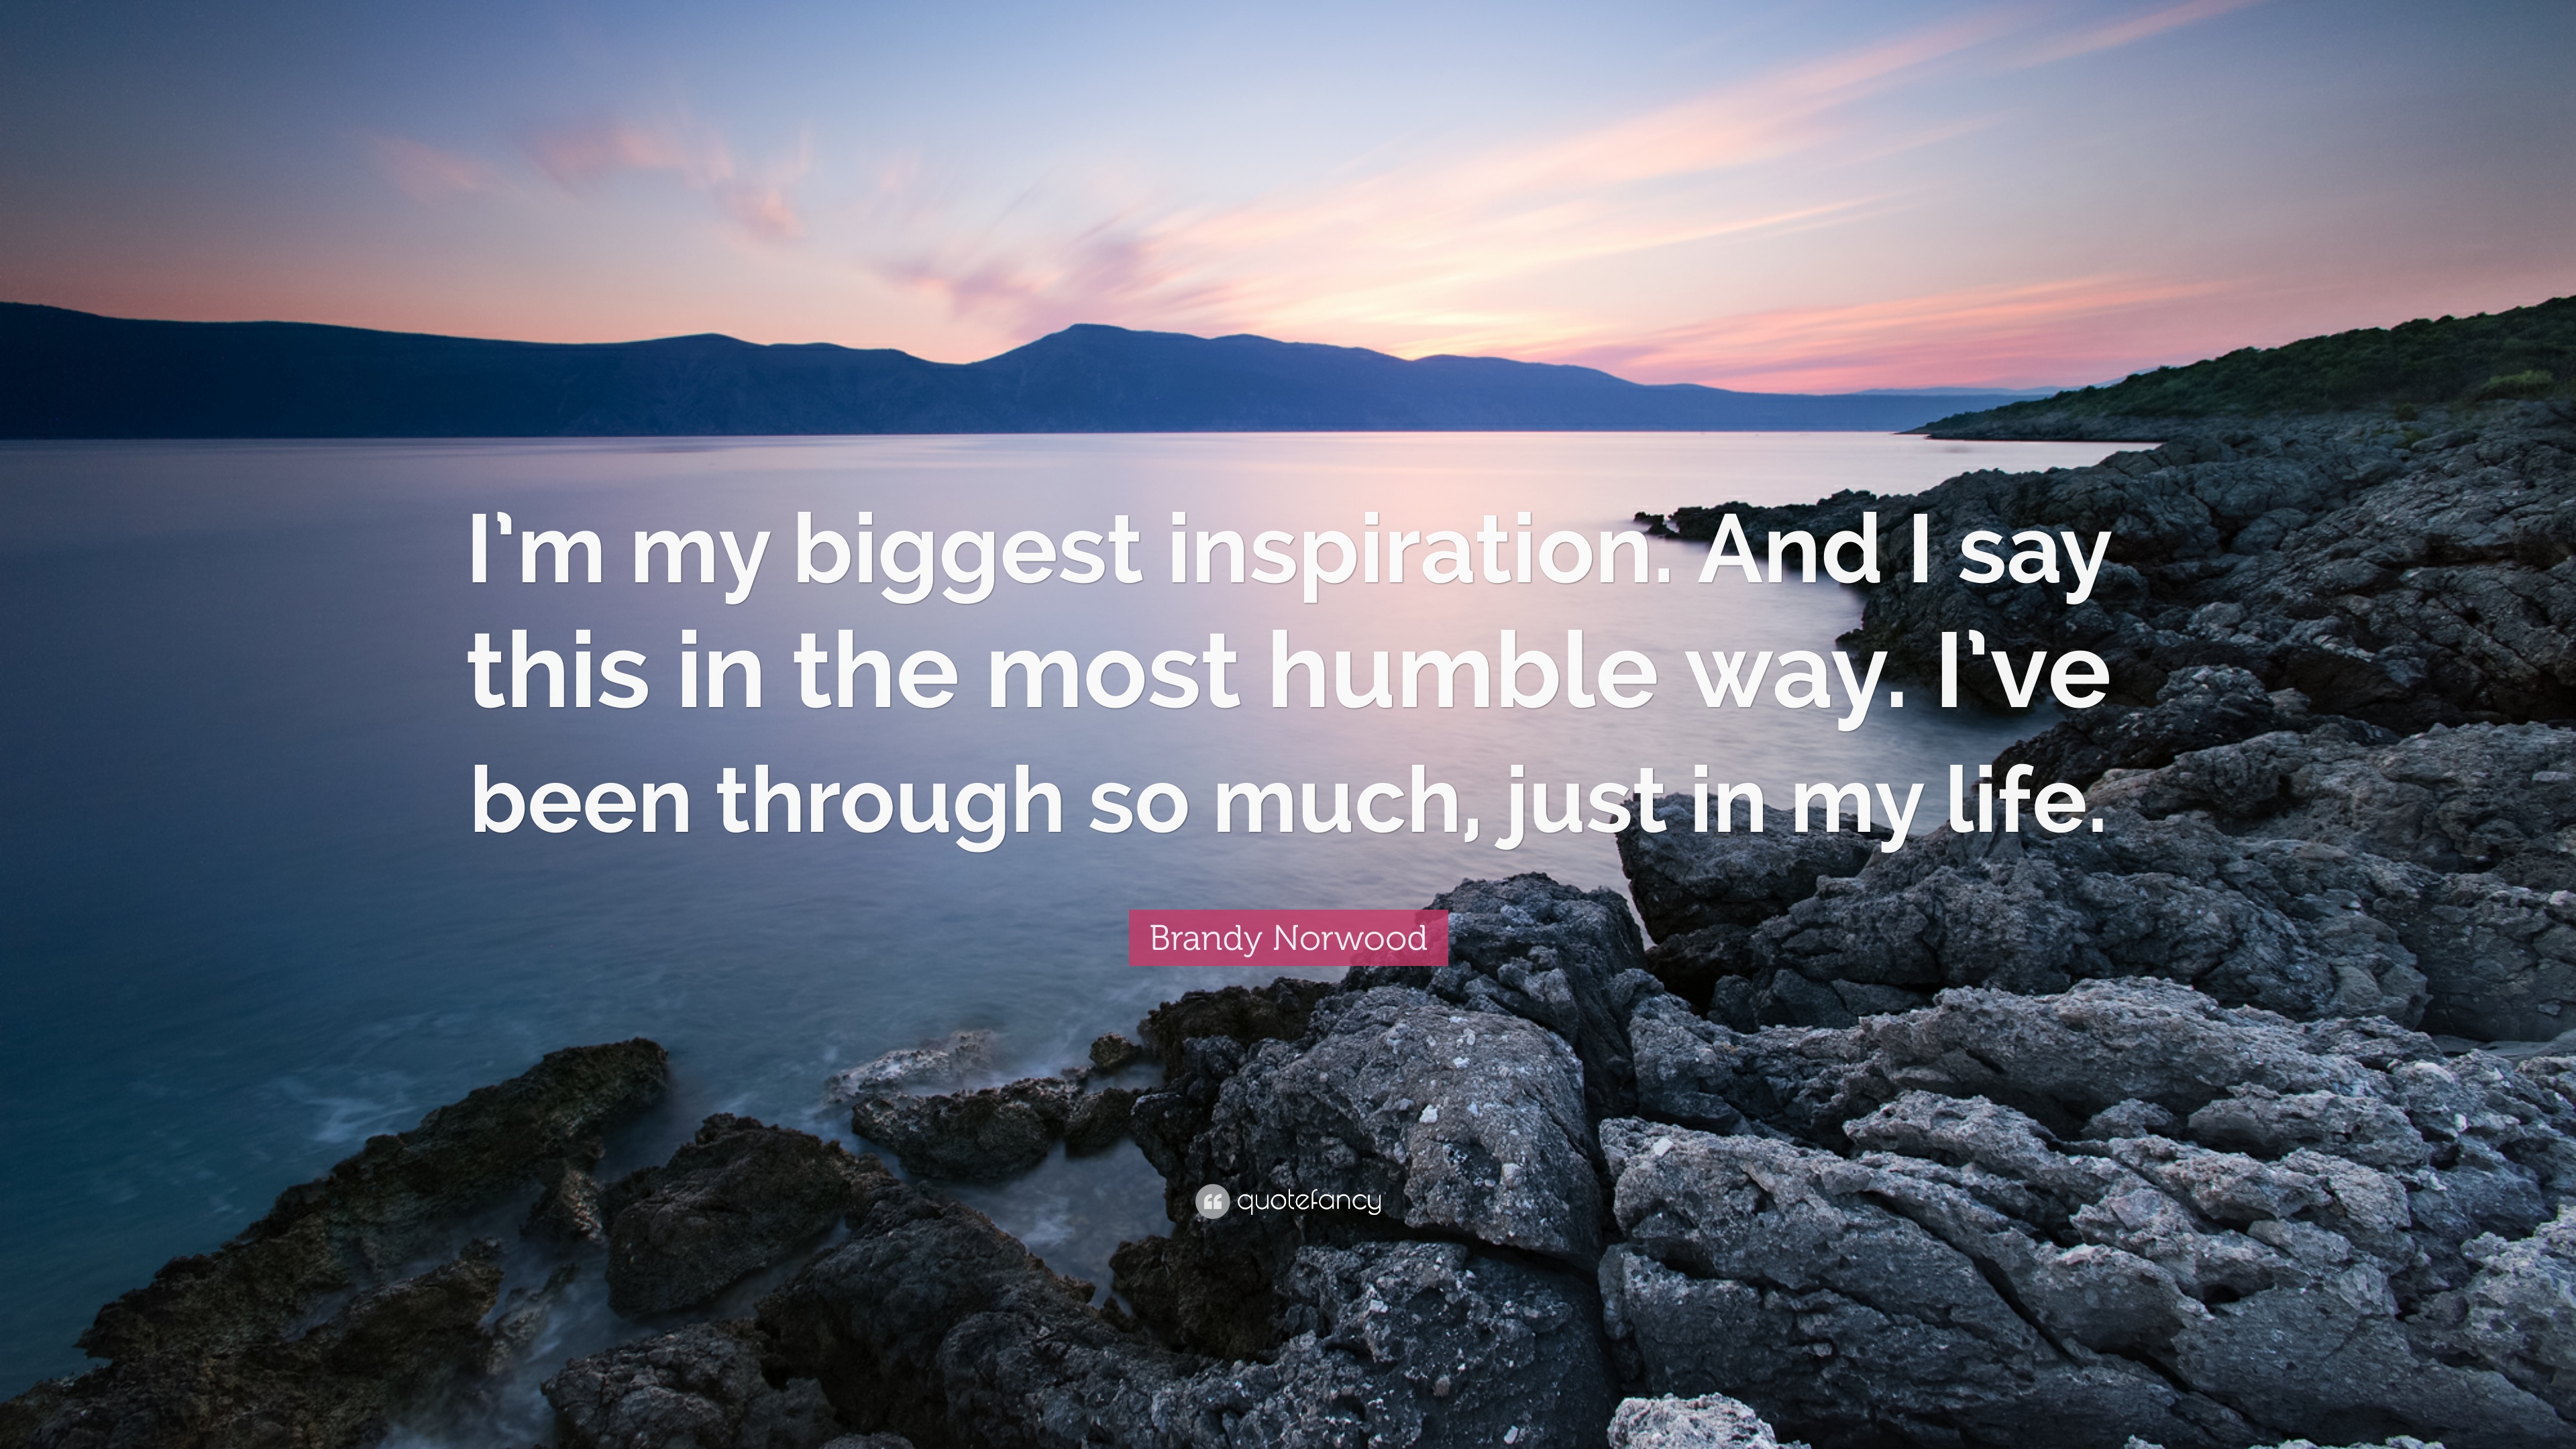 I’m my biggest inspiration. And I say
this in the most humble way. I’ve
been through so much, just in my life.
Brandy Norwood
quotefancy